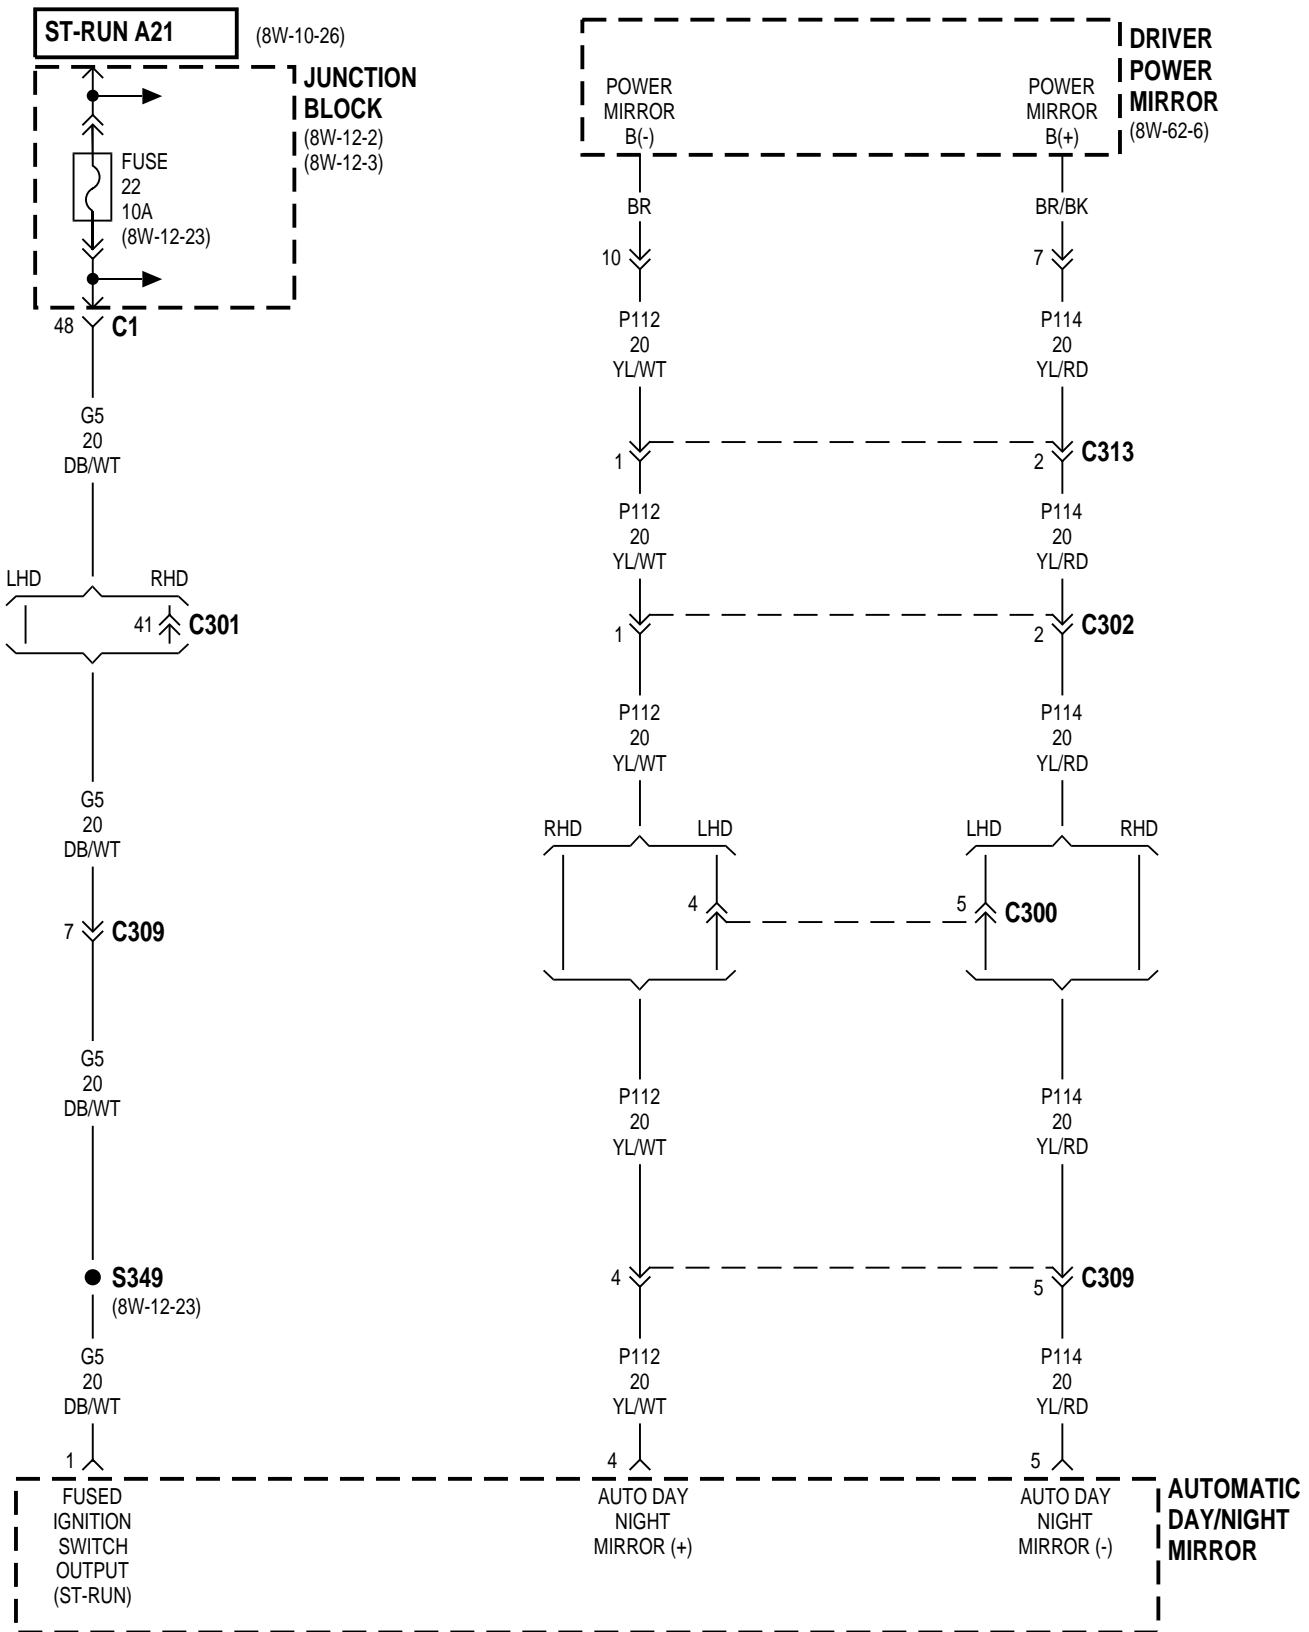 ST-RUN A21
(8W-10-26)
JUNCTION
BLOCK
(8W-12-2)
(8W-12-3)
FUSE
22
10A
(8W-12-23)
48
C1
G5
20
DB/WT
LHD
RHD
41
C301
G5
20
DB/WT
7
C309
G5
20
DB/WT
S349
(8W-12-23)
G5
20
DB/WT
1
FUSED
IGNITION
SWITCH
OUTPUT
(ST-RUN)
DRIVER
POWER
MIRROR
(8W-62-6)
POWER
MIRROR
B(-)
POWER
MIRROR
B(+)
BR
BR/BK
10
7
P112
20
YL/WT
P114
20
YL/RD
1
2
C313
P112
20
YL/WT
P114
20
YL/RD
1
2
C302
P112
20
YL/WT
P114
20
YL/RD
RHD
LHD
LHD
RHD
4
5
C300
P112
20
YL/WT
P114
20
YL/RD
4
5
C309
P112
20
YL/WT
P114
20
YL/RD
4
5
AUTO DAY
NIGHT
MIRROR (+)
AUTO DAY
NIGHT
MIRROR (-)
AUTOMATIC
DAY/NIGHT
MIRROR